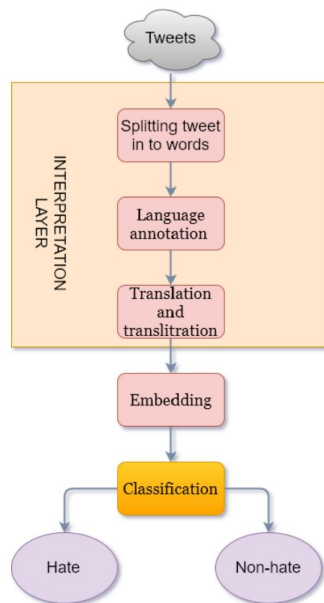 Tweets
Splitting tweet
in to words
INTERPRETATION
LAYER
Language
annotation
Translation
and
translitration
Embedding
Classification
Hate
Non-hate